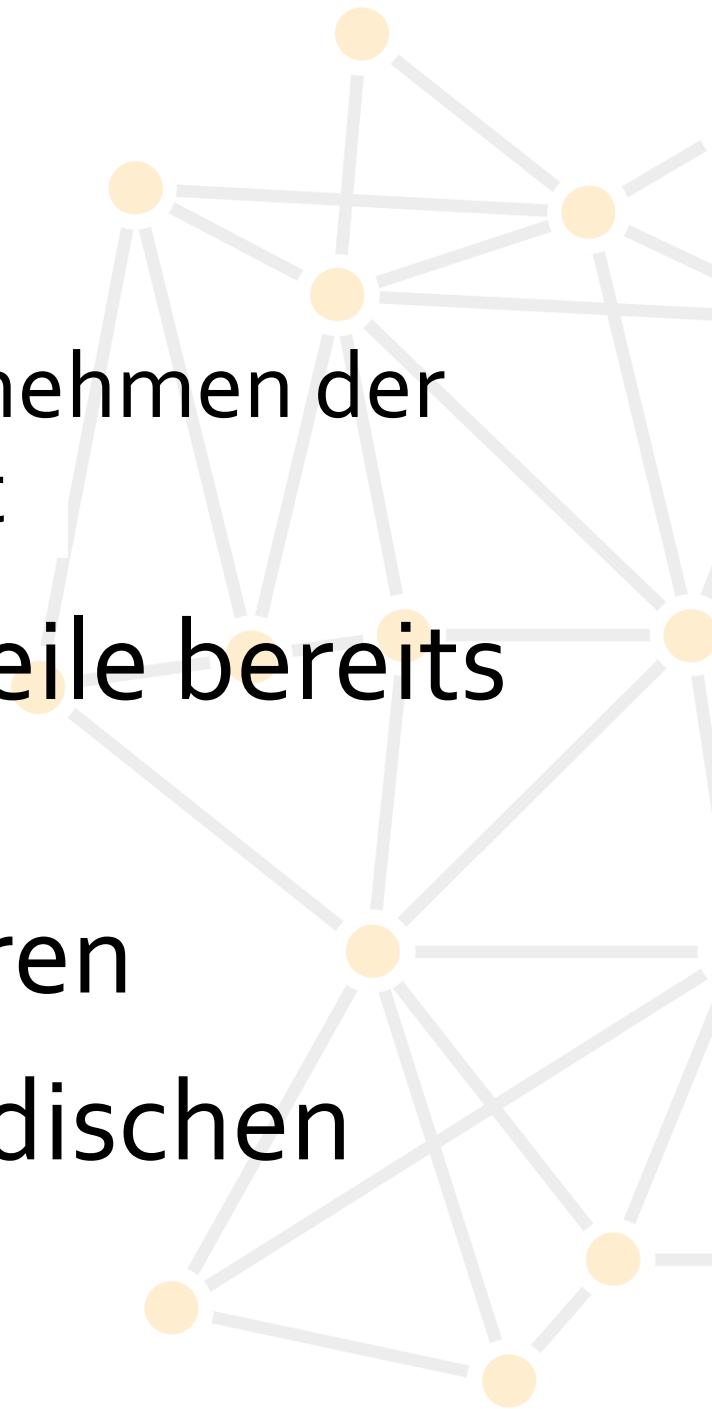 nehmen der
t
eile bereits
ren
dischen